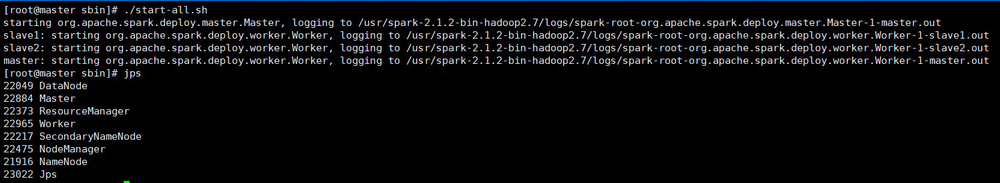 [root@master sbin]# ./start-all.sh
starting org.apache.spark.deploy.master.Master, logging to /usr/spark-2.1.2-bin-hadoop2.7/logs/spark-root-org.apache.spark.deploy.master.Master-1-master.out
slave1: starting org.apache.spark.deploy.worker.Worker, logging to /usr/spark-2.1.2-bin-hadoop2.7/logs/spark-root-org.apache.spark.deploy.worker.Worker-1-slave1.out
slave2: starting org.apache.spark.deploy.worker.Worker, logging to /usr/spark-2.1.2-bin-hadoop2.7/logs/spark-root-org.apache.spark.deploy.worker.Worker-1-slave2.out
master: starting org.apache.spark.deploy.worker.Worker, logging to /usr/spark-2.1.2-bin-hadoop2.7/logs/spark-root-org.apache.spark.deploy.worker.Worker-1-master.out
[root@master sbin]# jps
22049 DataNode
22884 Master
22373 ResourceManager
22965 Worker
22217 SecondaryNameNode
22475 NodeManager
21916 NameNode
23022 Jps